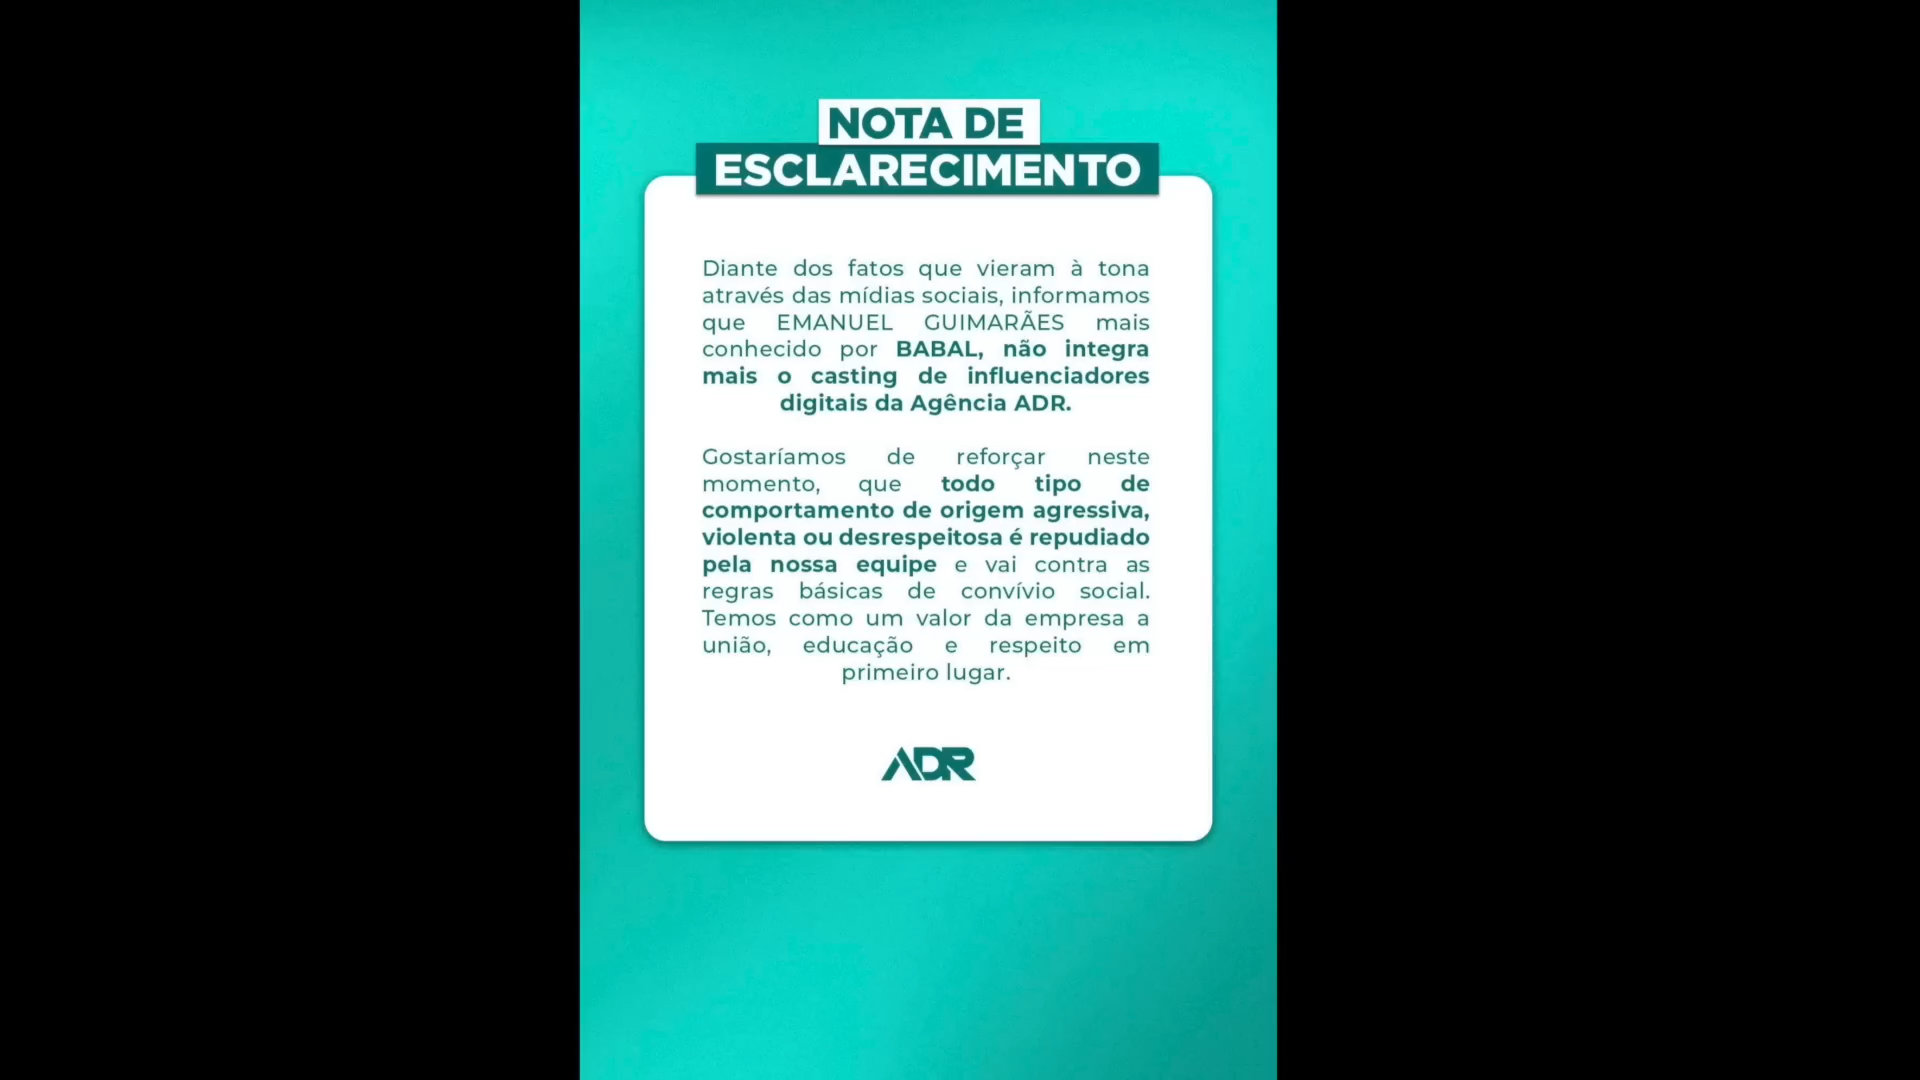 NOTA DE
ESCLARECIMENTO
Diante dos fatos que vieram à tona
através das mídias sociais, informamos
que EMANUEL GUIMARÃES mais
conhecido por BABAL, não integra
mais o casting de influenciadores
digitais da Agência ADR.
Gostaríamos de reforçar neste
momento, que todo tipo de
comportamento de origem agressiva,
violenta ou desrespeitosa é repudiado
pela nossa equipe e vai contra as
regras básicas de convívio social.
Temos como um valor da empresa a
união, educação e respeito em
primeiro lugar.
ADR